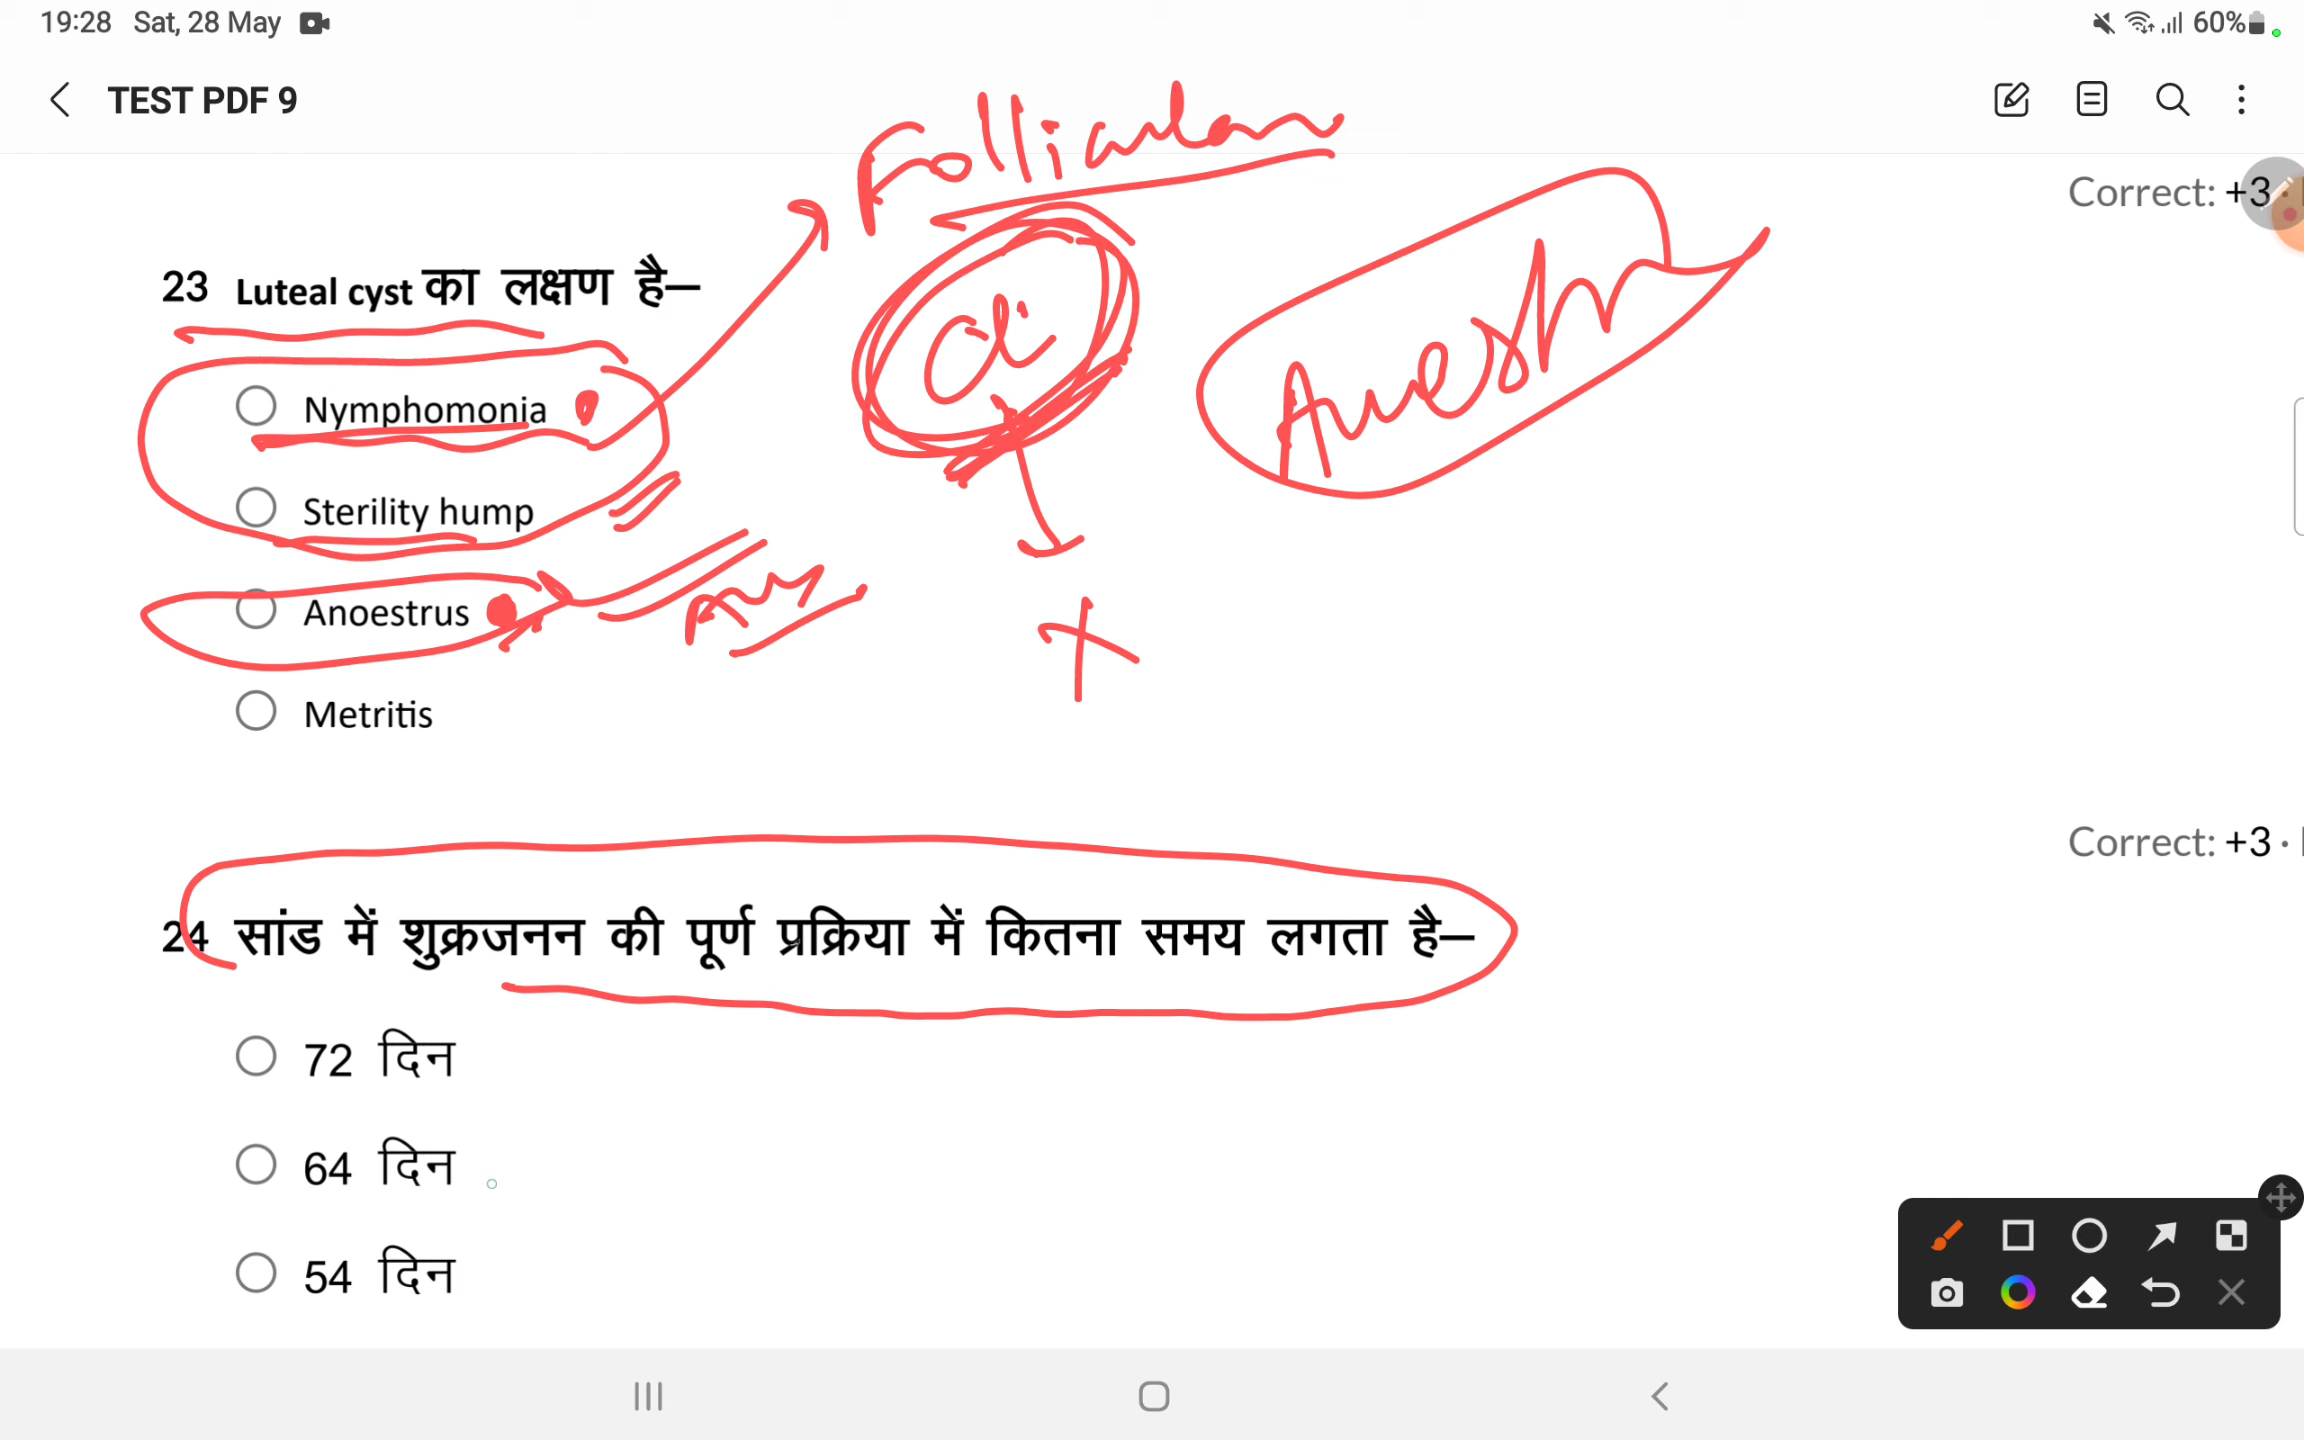 19:28 Sat, 28 May 60%
TEST PDF 9
Follicular
Correct: +3 ·
23 Luteal cyst का लक्षण है—
Nymphomonia
Sterility hump
Anoestrus
Metritis
Correct: +3 ·
24 सांड में शुक्रजनन की पूर्ण प्रक्रिया में कितना समय लगता है—
72 दिन
64 दिन
54 दिन